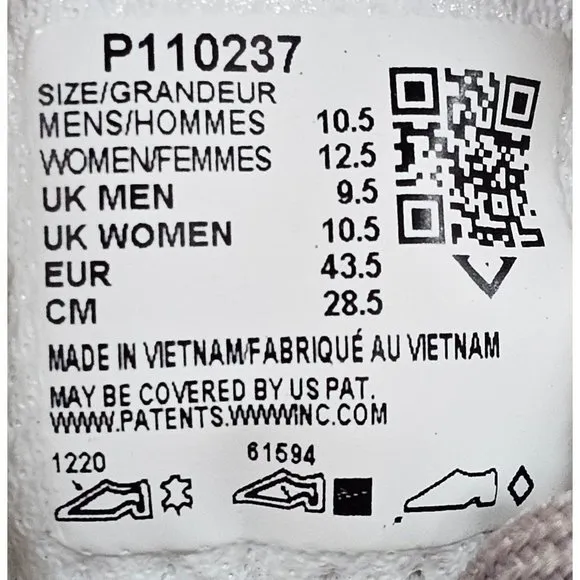 P110237
SIZE/GRANDEUR
MENS/HOMMES 10.5
WOMEN/FEMMES 12.5
UK MEN 9.5
UK WOMEN 10.5
EUR 43.5
CM 28.5
MADE IN VIETNAM/FABRIQUÉ AU VIETNAM
MAY BE COVERED BY US PAT.
WWW.PATENTS.WWWINC.COM
1220 61594